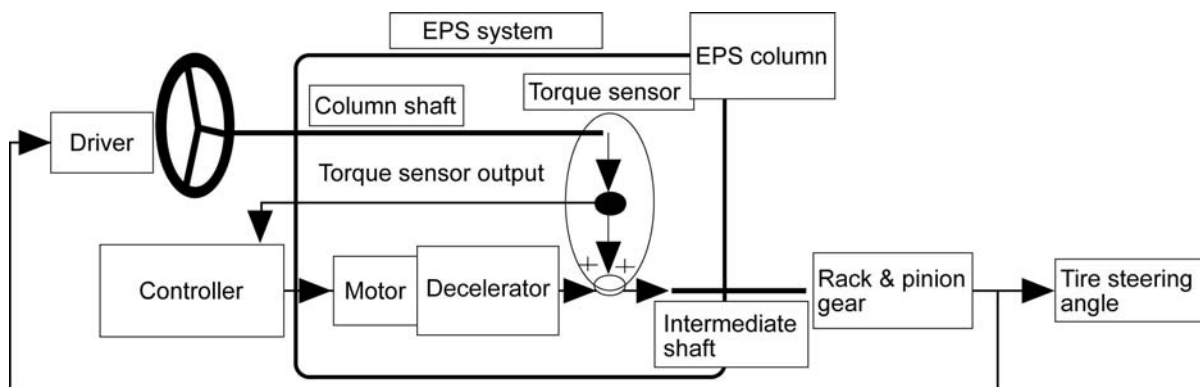 EPS system
EPS column
Torque sensor
Column shaft
Driver
Torque sensor output
Controller
Motor
Decelerator
+ +
Rack & pinion
gear
Tire steering
angle
Intermediate
shaft